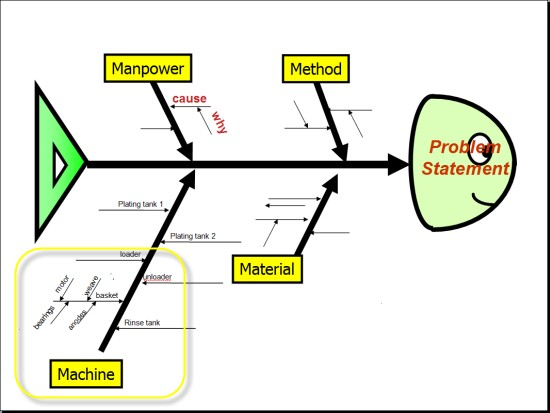 Manpower
Method
cause
why
Problem
Statement
Plating tank 1
Plating tank 2
loader
unloader
Material
motor
weave
basket
bearings
anodes
Rinse tank
Machine